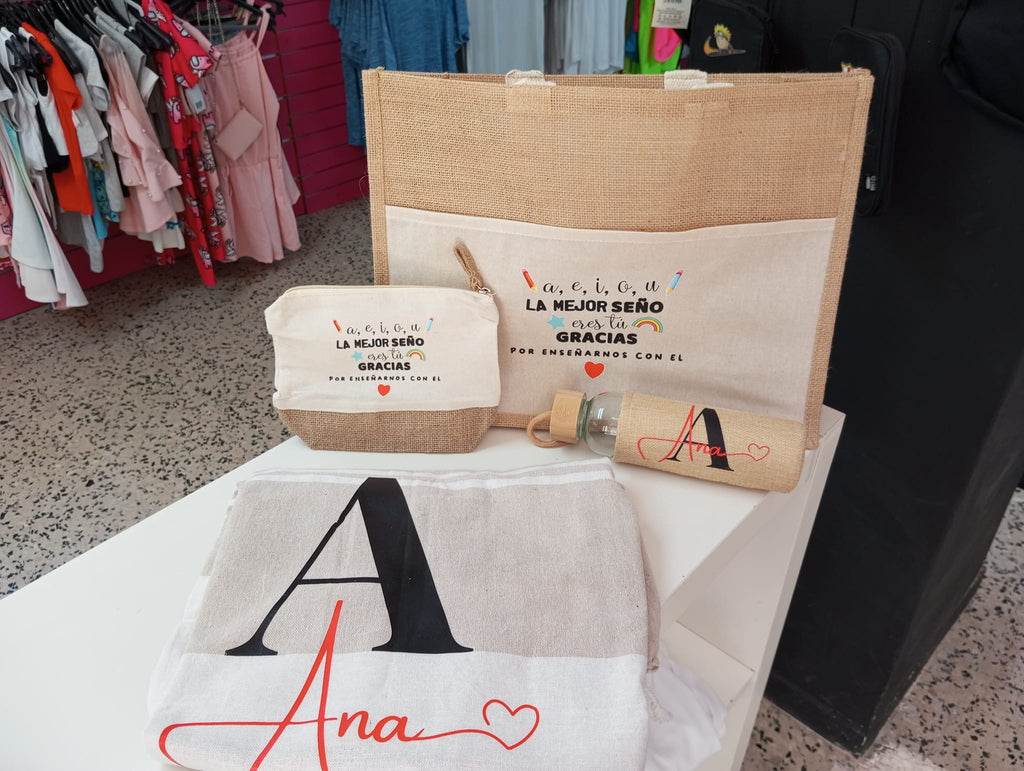 a, e, i, o, u
LA MEJOR SEÑO
eres tú
GRACIAS
POR ENSEÑARNOS CON EL
a, e, i, o, u
LA MEJOR SEÑO
eres tú
GRACIAS
POR ENSEÑARNOS CON EL
A
Ana
A
Ana